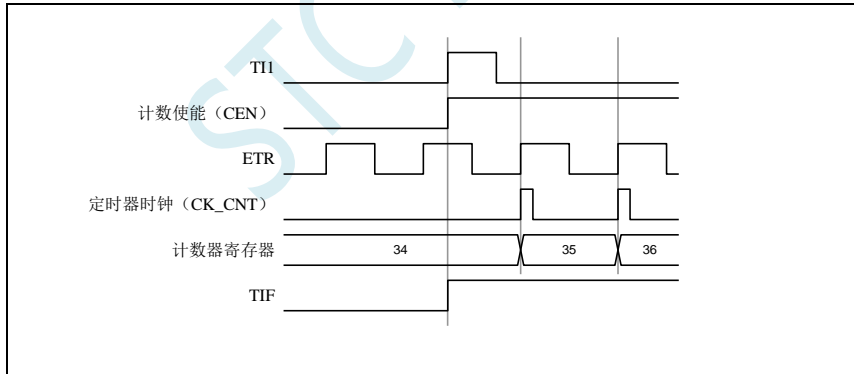 STC
TI1
计数使能（CEN）
ETR
定时器时钟（CK_CNT）
计数器寄存器
34 35 36
TIF